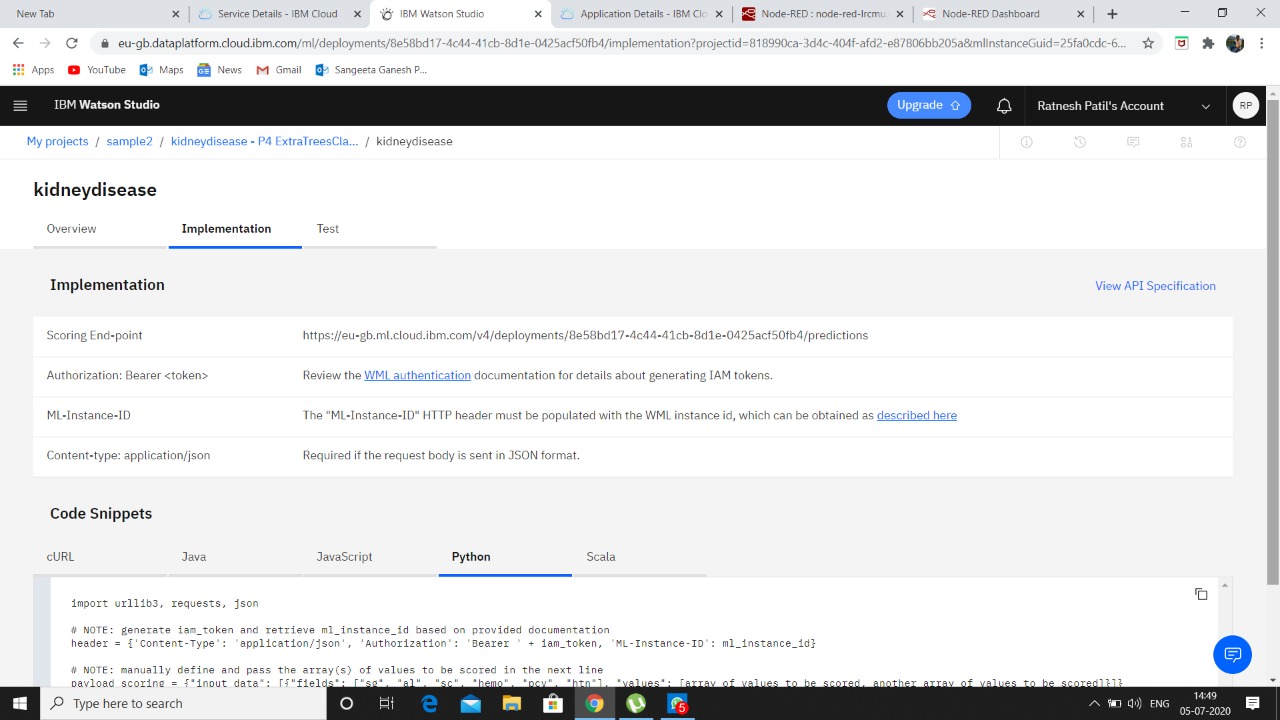 New Tab
Service Details - IBM Cloud
IBM Watson Studio
Application Details - IBM Clo
Node-RED : node-red-lrcmu
Node-RED Dashboard
eu-gb.dataplatform.cloud.ibm.com/ml/deployments/8e58bd17-4c44-41cb-8d1e-0425acf50fb4/implementation?projectid=818990ca-3d4c-404f-afd2-e87806bb205a&mlInstanceGuid=25fa0cdc-6...
Apps YouTube Maps News Gmail Sangeeta Ganesh P...
IBM Watson Studio
Upgrade
Ratnesh Patil's Account
RP
My projects / sample2 / kidneydisease - P4 ExtraTreesCla... / kidneydisease
kidneydisease
Overview Implementation Test
Implementation
View API Specification
Scoring End-point https://eu-gb.ml.cloud.ibm.com/v4/deployments/8e58bd17-4c44-41cb-8d1e-0425acf50fb4/predictions
Authorization: Bearer <token> Review the WML authentication documentation for details about generating IAM tokens.
ML-Instance-ID The "ML-Instance-ID" HTTP header must be populated with the WML instance id, which can be obtained as described here
Content-type: application/json Required if the request body is sent in JSON format.
Code Snippets
cURL Java JavaScript Python Scala
import urllib3, requests, json
# NOTE: generate iam_token and retrieve ml_instance_id based on provided documentation
header = {'Content-Type': 'application/json', 'Authorization': 'Bearer ' + iam_token, 'ML-Instance-ID': ml_instance_id}
# NOTE: manually define and pass the array(s) of values to be scored in the next line
payload_scoring = {"input_data": [{"fields": ["sg", "al", "sc", "hemo", "pcv", "htn"], "values": [array_of_values_to_be_scored, another_array_of_values_to_be_scored]}]}
Type here to search
5
ENG
14:49
05-07-2020